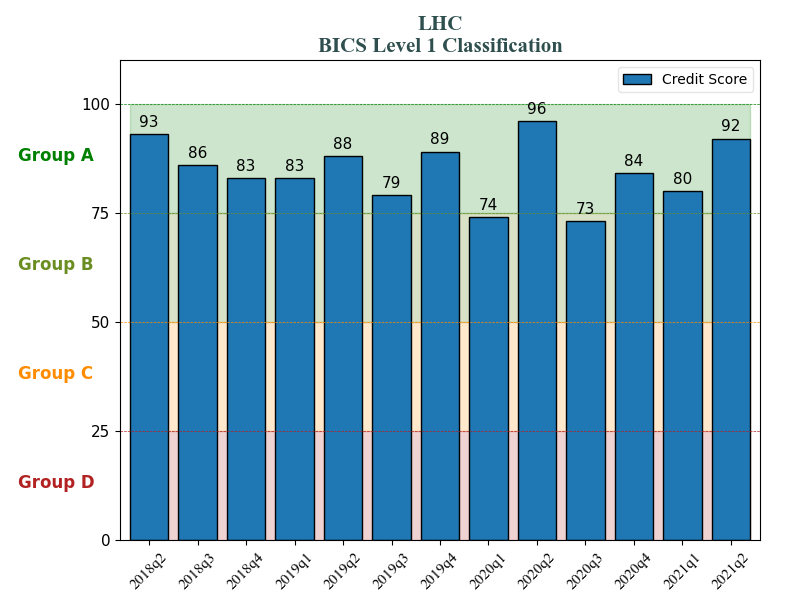 LHC
BICS Level 1 Classification
Credit Score
100
75
50
25
0
Group A
Group B
Group C
Group D
93
86
83
83
88
79
89
74
96
73
84
80
92
2018q2
2018q3
2018q4
2019q1
2019q2
2019q3
2019q4
2020q1
2020q2
2020q3
2020q4
2021q1
2021q2